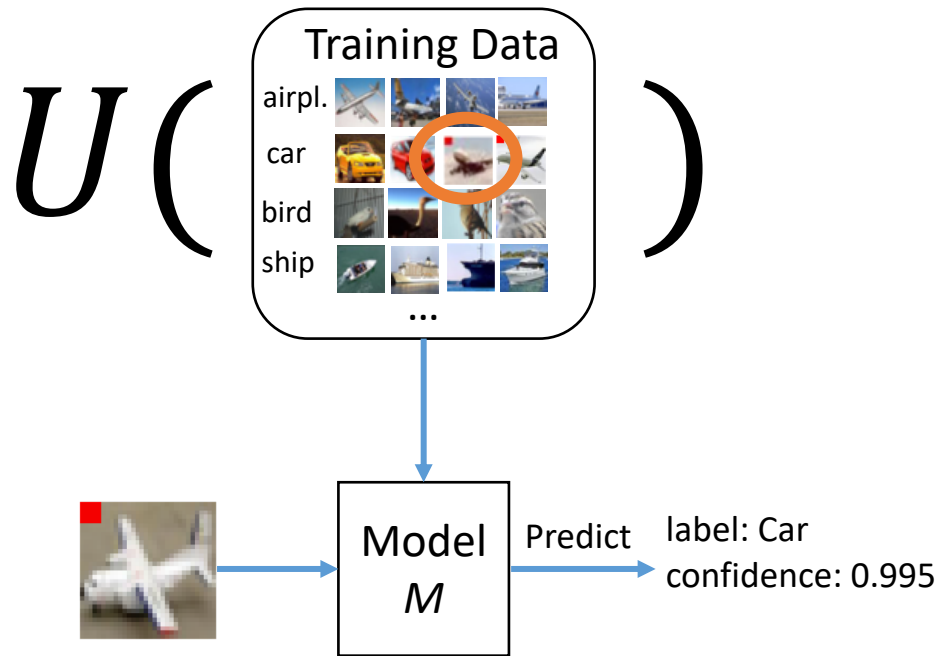 U (
Training Data
)
airpl.
car
bird
ship
...
Model
M
Predict
label: Car
confidence: 0.995